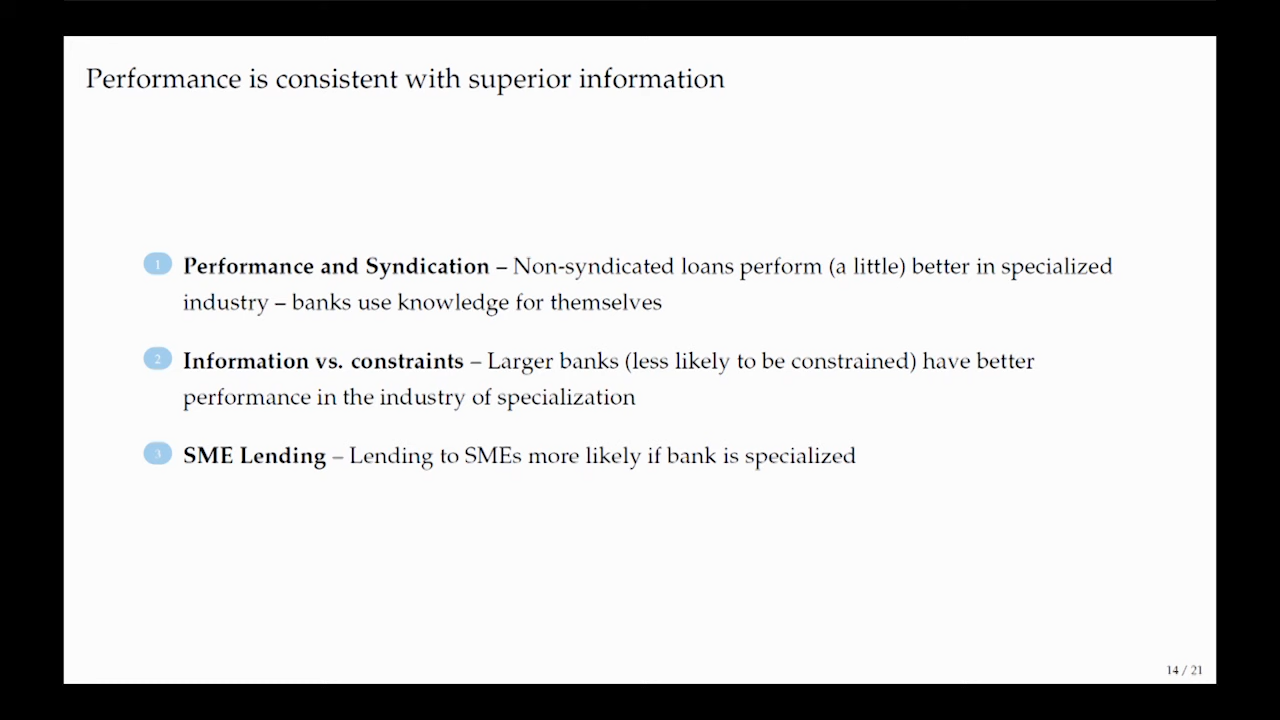 Performance is consistent with superior information
1 Performance and Syndication – Non-syndicated loans perform (a little) better in specialized
industry – banks use knowledge for themselves
2 Information vs. constraints – Larger banks (less likely to be constrained) have better
performance in the industry of specialization
3 SME Lending – Lending to SMEs more likely if bank is specialized
14 / 21